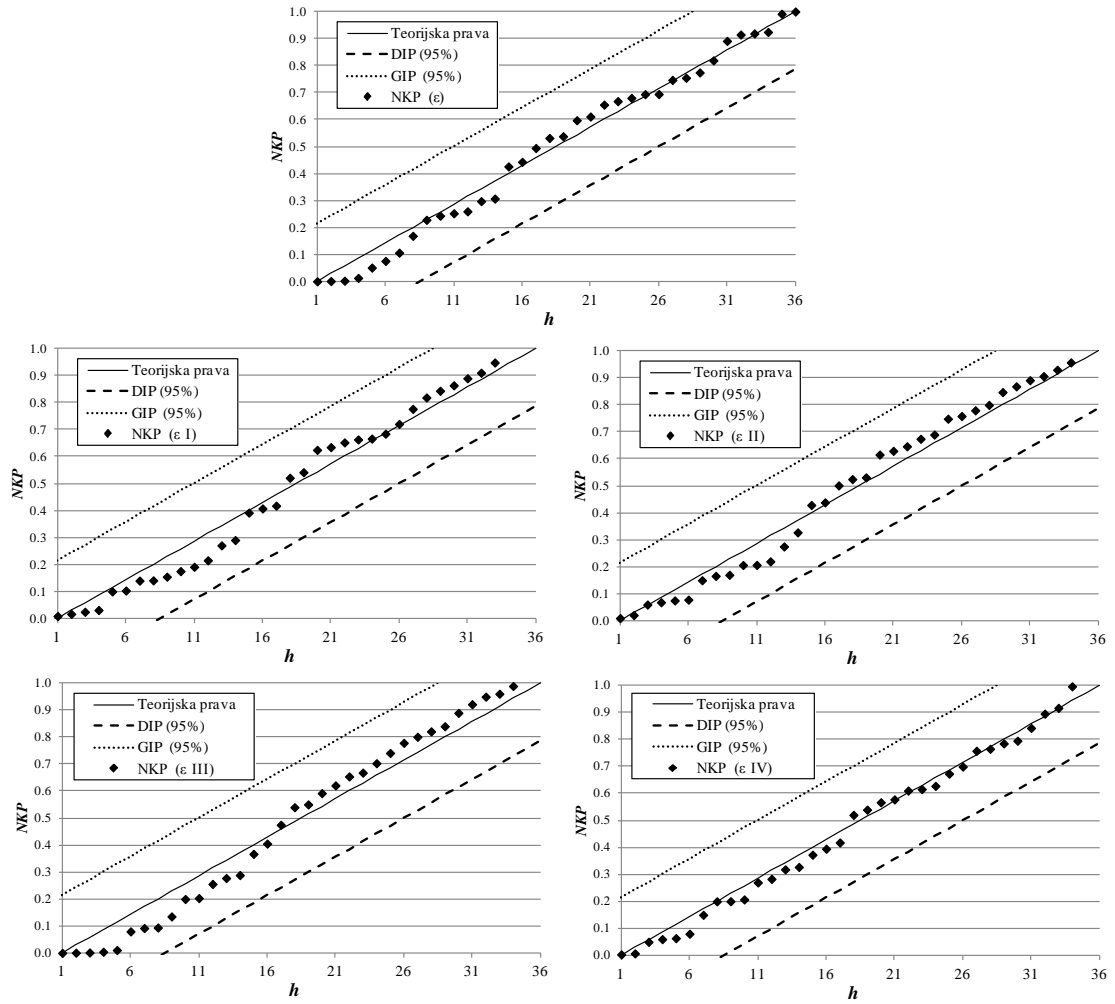 1.0
0.9
0.8
0.7
0.6
0.5
0.4
0.3
0.2
0.1
0.0
NKP
Teorijska prava
DIP (95%)
GIP (95%)
NKP (ε)
1 6 11 16 21 26 31 36
h
1.0
0.9
0.8
0.7
0.6
0.5
0.4
0.3
0.2
0.1
0.0
NKP
Teorijska prava
DIP (95%)
GIP (95%)
NKP (ε I)
1 6 11 16 21 26 31 36
h
1.0
0.9
0.8
0.7
0.6
0.5
0.4
0.3
0.2
0.1
0.0
NKP
Teorijska prava
DIP (95%)
GIP (95%)
NKP (ε II)
1 6 11 16 21 26 31 36
h
1.0
0.9
0.8
0.7
0.6
0.5
0.4
0.3
0.2
0.1
0.0
NKP
Teorijska prava
DIP (95%)
GIP (95%)
NKP (ε III)
1 6 11 16 21 26 31 36
h
1.0
0.9
0.8
0.7
0.6
0.5
0.4
0.3
0.2
0.1
0.0
NKP
Teorijska prava
DIP (95%)
GIP (95%)
NKP (ε IV)
1 6 11 16 21 26 31 36
h